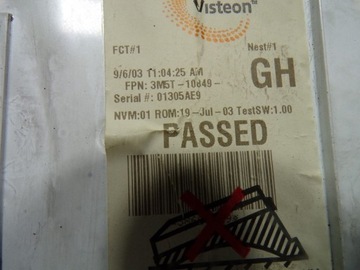 Visteon®
FCT#1 Nest#1
9/6/03 11:04:25 AM GH
FPN: 3M5T-10849-
Serial #: 01305AE9
NVM:01 ROM:19-Jul-03 TestSW:1.00
PASSED